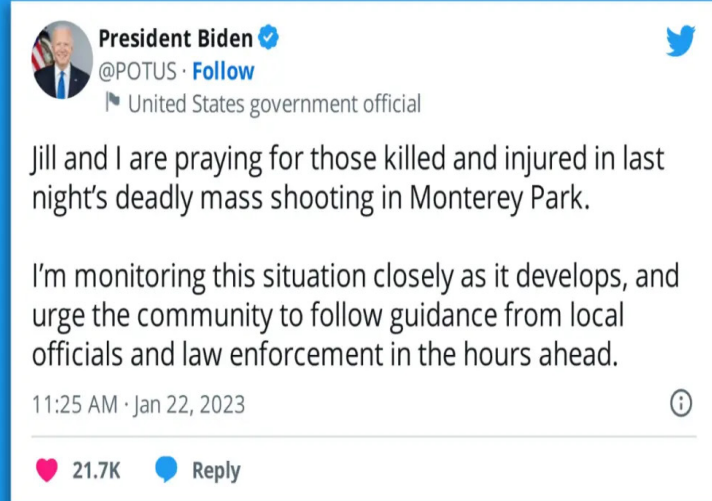 President Biden
@POTUS · Follow
United States government official
Jill and I are praying for those killed and injured in last
night's deadly mass shooting in Monterey Park.
I'm monitoring this situation closely as it develops, and
urge the community to follow guidance from local
officials and law enforcement in the hours ahead.
11:25 AM · Jan 22, 2023
21.7K Reply